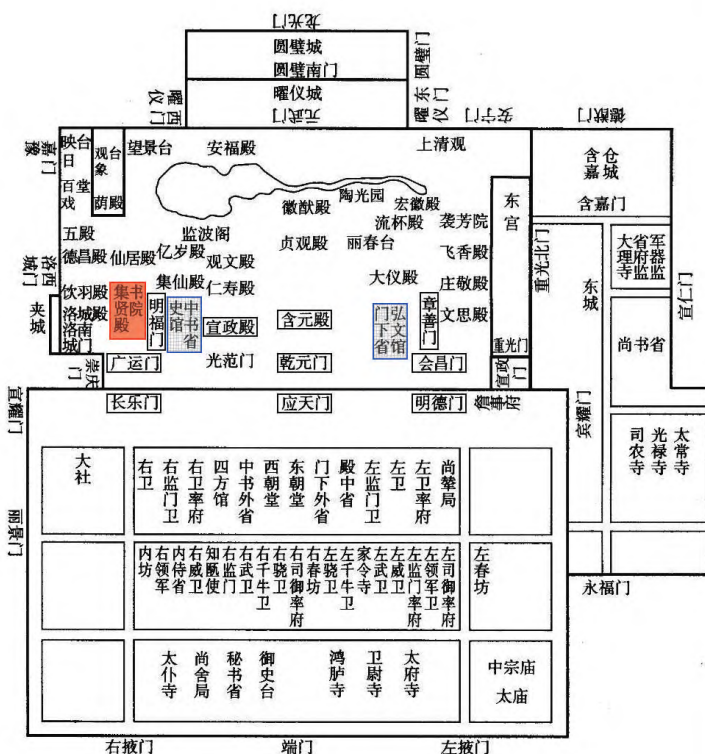 龙光门
圆璧城
圆璧南门
圆璧门
曜仪城
元武门
曜仪西门
曜仪东门
安宁门
德猷门
嘉豫门
映日台
观象台
望景台
安福殿
上清观
含嘉仓城
百戏堂
荫殿
陶光园
徽猷殿
宏徽殿
东宫
含嘉门
五殿
监波阁
流杯殿
袭芳院
德昌殿
仙居殿
亿岁殿
观文殿
贞观殿
丽春台
飞香殿
重光北门
东城
大理寺
省府监
军器监
宣仁门
洛城西门
集仙殿
大仪殿
庄敬殿
饮羽殿
集贤殿
书院
明福门
史馆
中书省
仁寿殿
宣政殿
含元殿
门下省
弘文馆
章善门
文思殿
尚书省
夹城
洛城殿
洛城南门
重光门
崇庆门
广运门
光范门
乾元门
会昌门
宣政门
宣耀门
长乐门
应天门
明德门
詹事府
宾耀门
司农寺
光禄寺
太常寺
大社
右卫
右监门卫
右卫率府
四方馆
中书外省
西朝堂
东朝堂
门下外省
殿中省
左监门卫
左卫
左卫率府
尚辇局
丽景门
内坊
右领军
内侍省
右威卫
知匦使
右监门
右武卫
右千牛卫
右骁卫
右司御率府
右春坊
左骁卫
左千牛卫
家令寺
左武卫
左威卫
左监门率府
左领军卫
左司御率府
左春坊
永福门
太仆寺
尚舍局
秘书省
御史台
鸿胪寺
卫尉寺
太府寺
中宗庙
太庙
右掖门
端门
左掖门